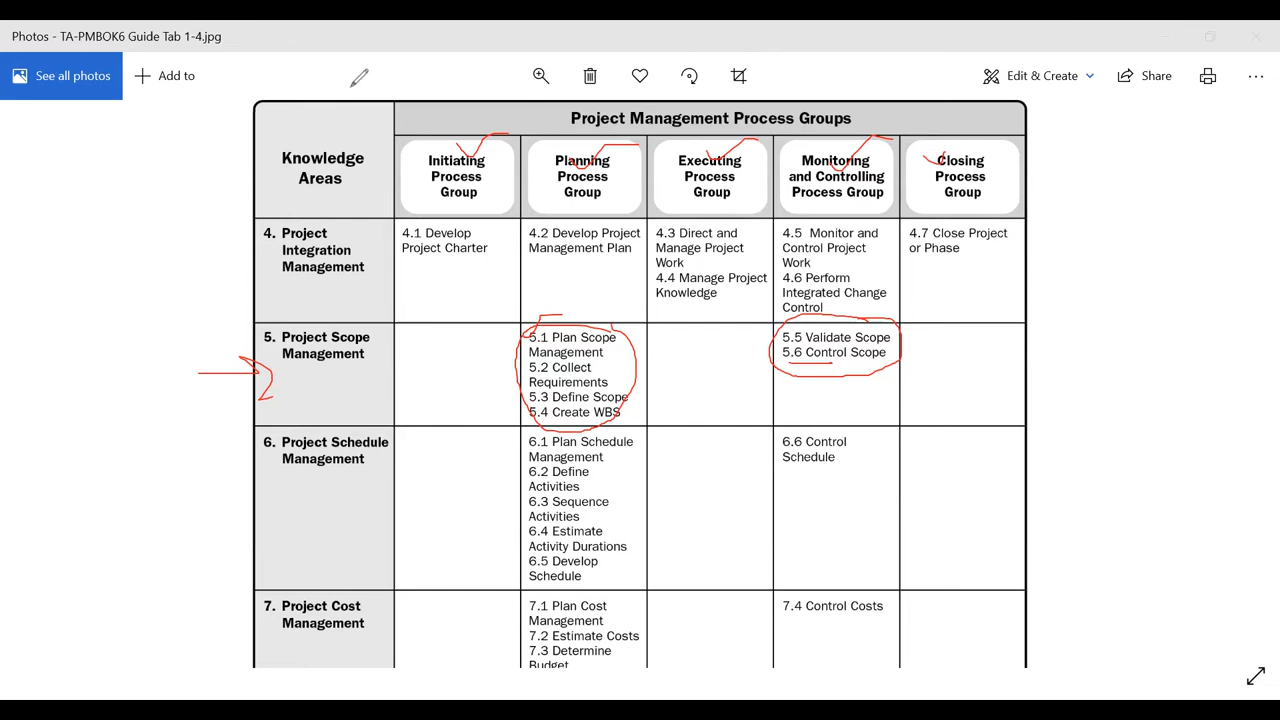 Photos - TA-PMBOK6 Guide Tab 1-4.jpg
See all photos
Add to
Edit & Create
Share
Knowledge
Areas
Project Management Process Groups
Initiating
Process
Group
Planning
Process
Group
Executing
Process
Group
Monitoring
and Controlling
Process Group
Closing
Process
Group
4. Project
Integration
Management
4.1 Develop
Project Charter
4.2 Develop Project
Management Plan
4.3 Direct and
Manage Project
Work
4.4 Manage Project
Knowledge
4.5 Monitor and
Control Project
Work
4.6 Perform
Integrated Change
Control
4.7 Close Project
or Phase
5. Project Scope
Management
5.1 Plan Scope
Management
5.2 Collect
Requirements
5.3 Define Scope
5.4 Create WBS
5.5 Validate Scope
5.6 Control Scope
6. Project Schedule
Management
6.1 Plan Schedule
Management
6.2 Define
Activities
6.3 Sequence
Activities
6.4 Estimate
Activity Durations
6.5 Develop
Schedule
6.6 Control
Schedule
7. Project Cost
Management
7.1 Plan Cost
Management
7.2 Estimate Costs
7.3 Determine
Budget
7.4 Control Costs